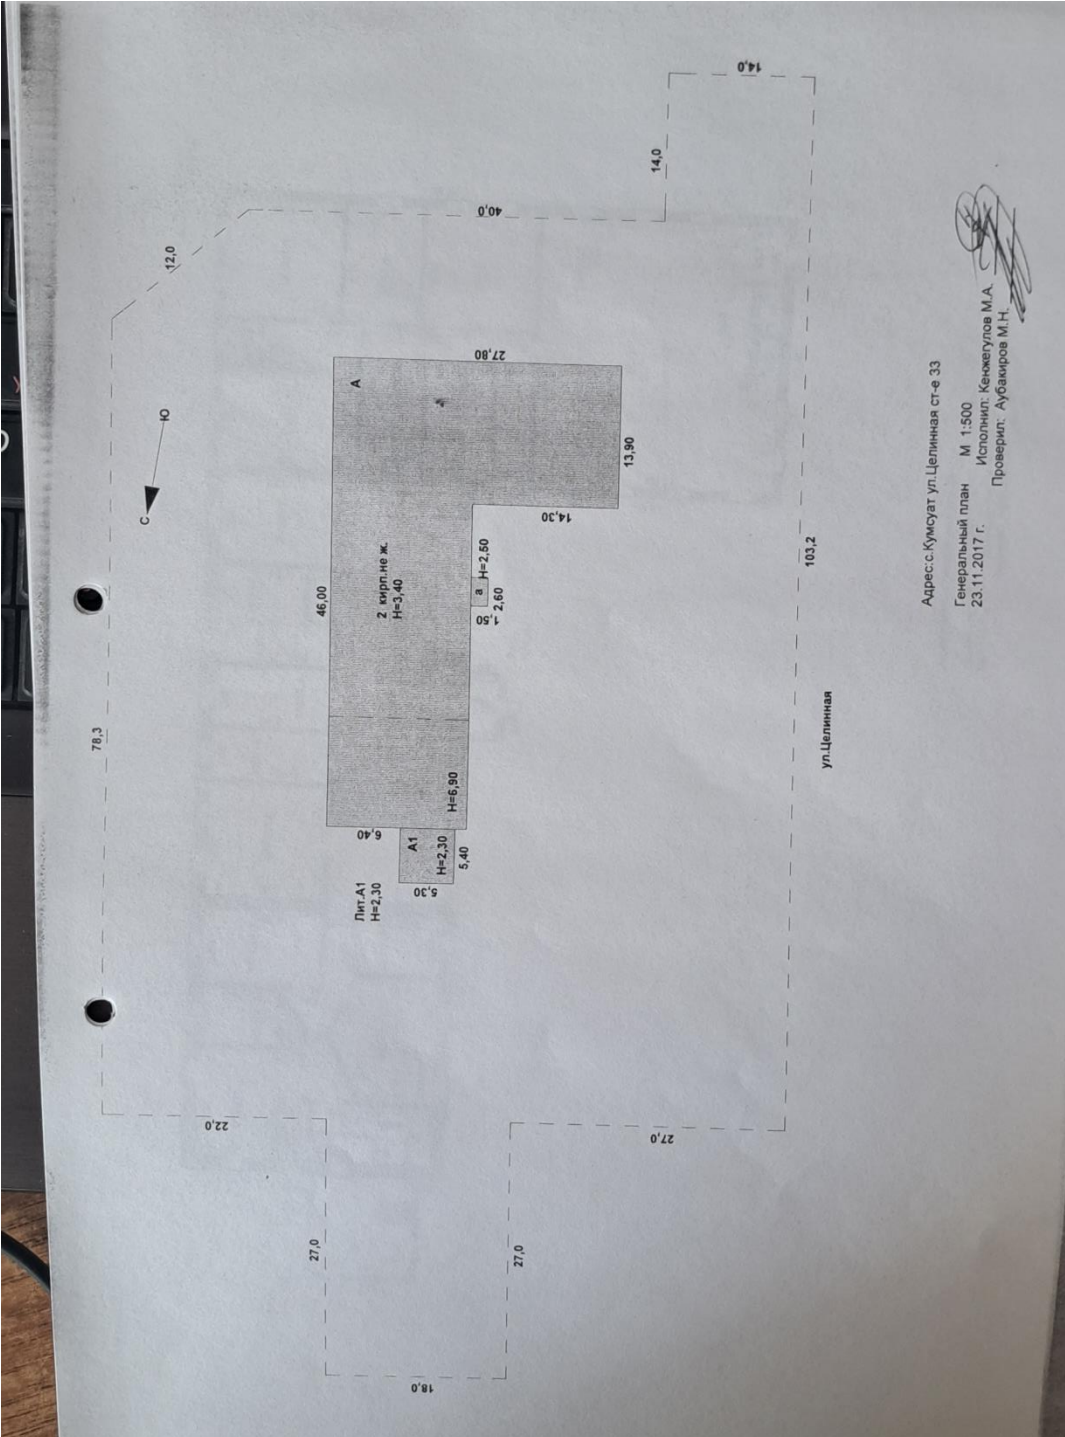 14,0
14,0
40,0
12,0
Ю
С
27,80
А
13,90
14,30
46,00
2 кирп.не ж.
Н=3,40
Н=2,50
а
2,60
1,50
103,2
78,3
ул.Целинная
Н=6,90
6,40
А1
Н=2,30
5,40
5,30
Лит.А1
Н=2,30
22,0
27,0
27,0
27,0
18,0
Адрес:с.Кумсуат ул.Целинная ст-е 33
Генеральный план М 1:500
23.11.2017 г. Исполнил: Кенжегулов М.А.
Проверил: Аубакиров М.Н.